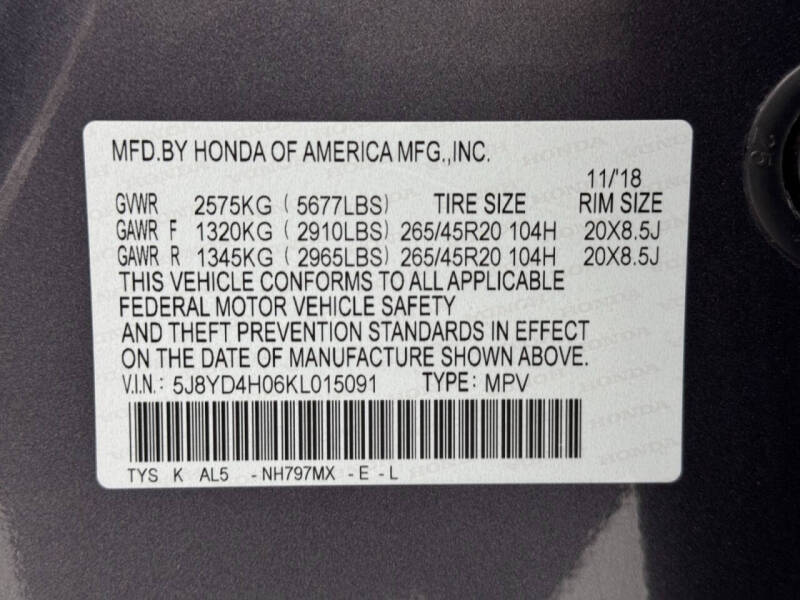 MFD.BY HONDA OF AMERICA MFG.,INC.
11/'18
GVWR 2575KG ( 5677LBS) TIRE SIZE RIM SIZE
GAWR F 1320KG ( 2910LBS) 265/45R20 104H 20X8.5J
GAWR R 1345KG ( 2965LBS) 265/45R20 104H 20X8.5J
THIS VEHICLE CONFORMS TO ALL APPLICABLE
FEDERAL MOTOR VEHICLE SAFETY
AND THEFT PREVENTION STANDARDS IN EFFECT
ON THE DATE OF MANUFACTURE SHOWN ABOVE.
V.I.N.: 5J8YD4H06KL015091 TYPE: MPV
TYS K AL5 -NH797MX - E - L